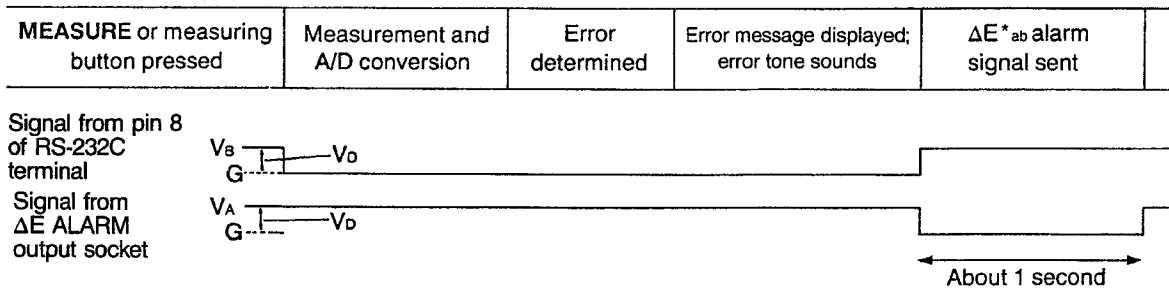 MEASURE or measuring
button pressed
Measurement and
A/D conversion
Error
determined
Error message displayed;
error tone sounds
ΔE*ab alarm
signal sent
Signal from pin 8
of RS-232C
terminal
VB
VD
G
Signal from
ΔE ALARM
output socket
VA
VD
G
About 1 second